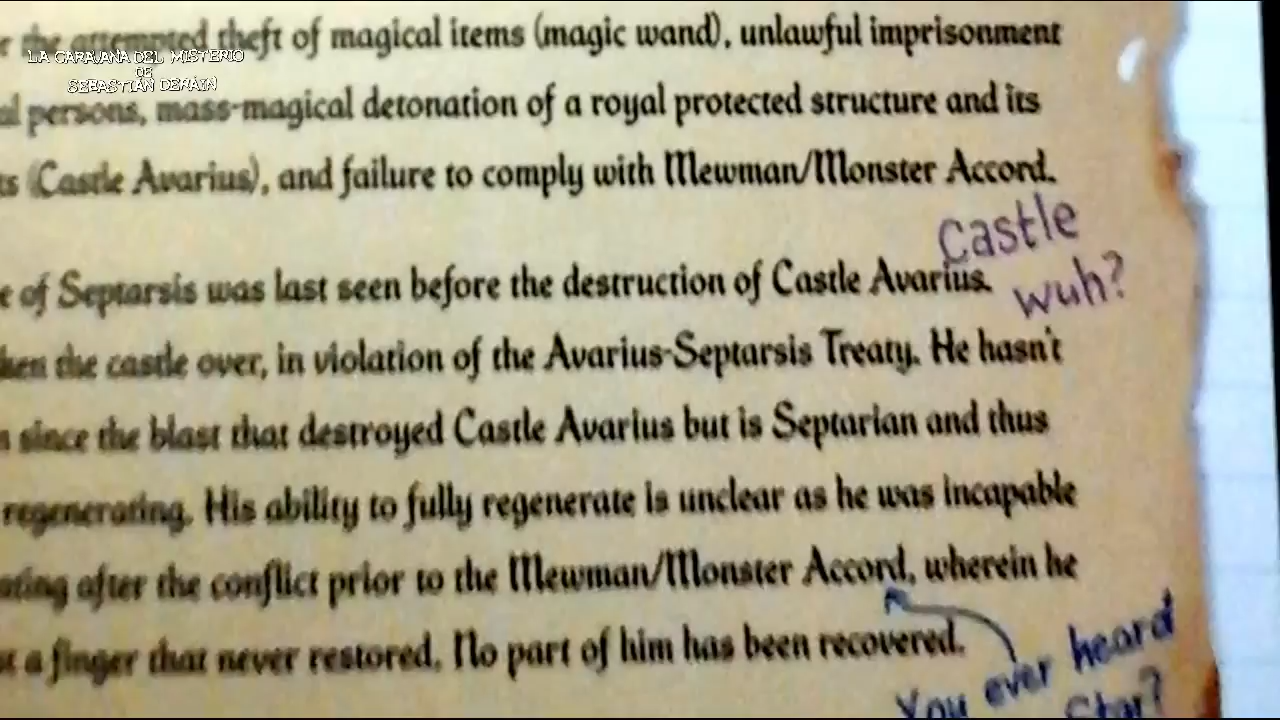 LA CARAVANA DEL MISTERIO
DE
SEBASTIAN DEMAIN
the attempted theft of magical items (magic wand), unlawful imprisonment
persons, mass-magical detonation of a royal protected structure and its
(Castle Avarius), and failure to comply with Mewman/Monster Accord.
Castle
of Septarsis was last seen before the destruction of Castle Avarius.
wuh?
the castle over, in violation of the Avarius-Septarsis Treaty. He hasn't
since the blast that destroyed Castle Avarius but is Septarian and thus
regenerating. His ability to fully regenerate is unclear as he was incapable
after the conflict prior to the Mewman/Monster Accord, wherein he
a finger that never restored. No part of him has been recovered.
You ever heard
Star?